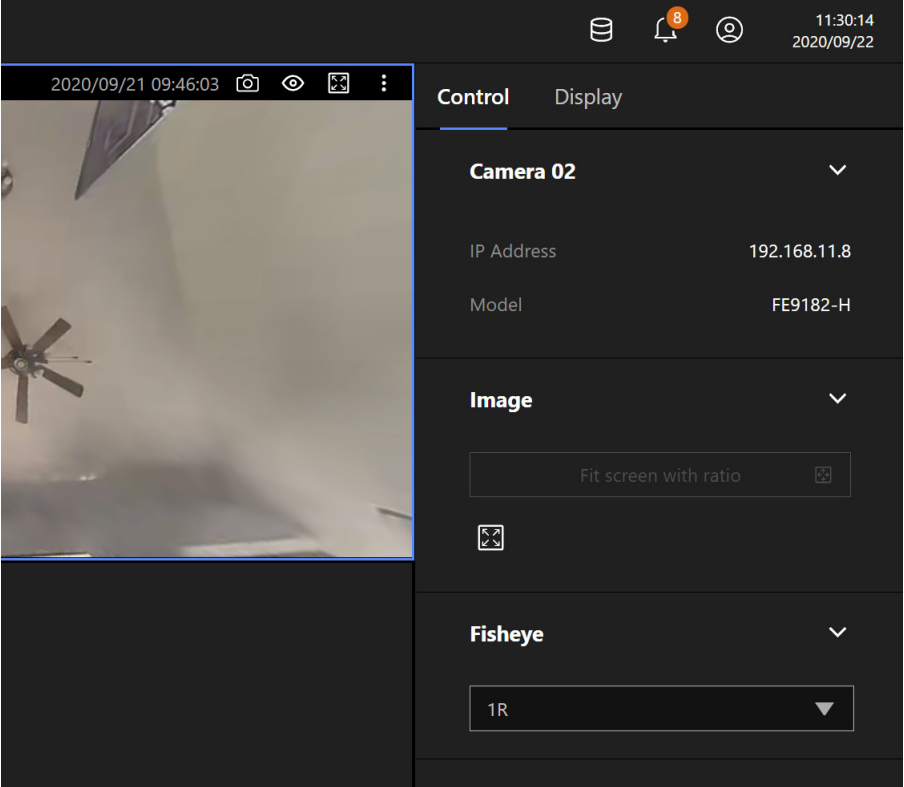 8
11:30:14
2020/09/22
2020/09/21 09:46:03
Control Display
Camera 02
IP Address 192.168.11.8
Model FE9182-H
Image
Fit screen with ratio
Fisheye
1R